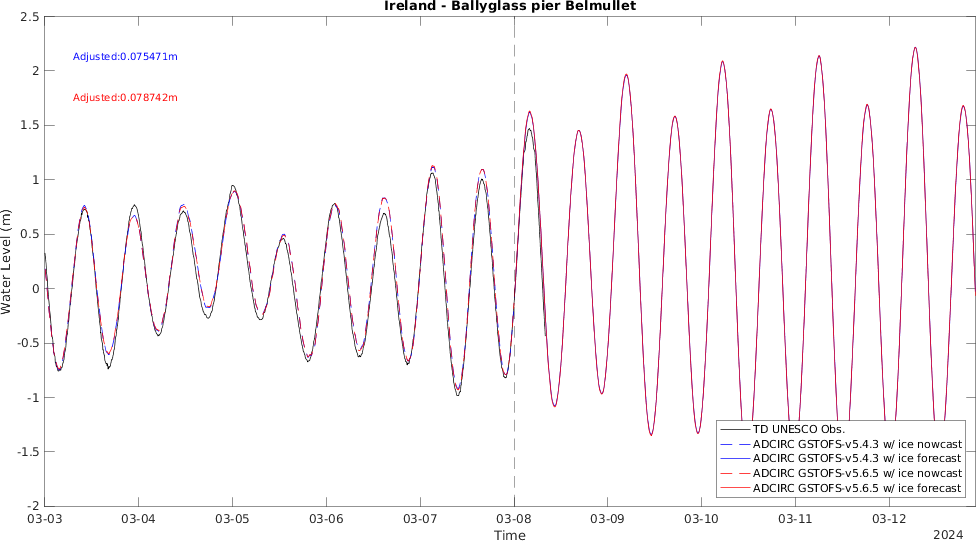 Ireland - Ballyglass pier Belmullet
2.5
2
1.5
1
0.5
0
-0.5
-1
-1.5
-2
Water Level (m)
Adjusted:0.075471m
Adjusted:0.078742m
TD UNESCO Obs.
ADCIRC GSTOFS-v5.4.3 w/ ice nowcast
ADCIRC GSTOFS-v5.4.3 w/ ice forecast
ADCIRC GSTOFS-v5.6.5 w/ ice nowcast
ADCIRC GSTOFS-v5.6.5 w/ ice forecast
03-03 03-04 03-05 03-06 03-07 03-08 03-09 03-10 03-11 03-12
Time
2024